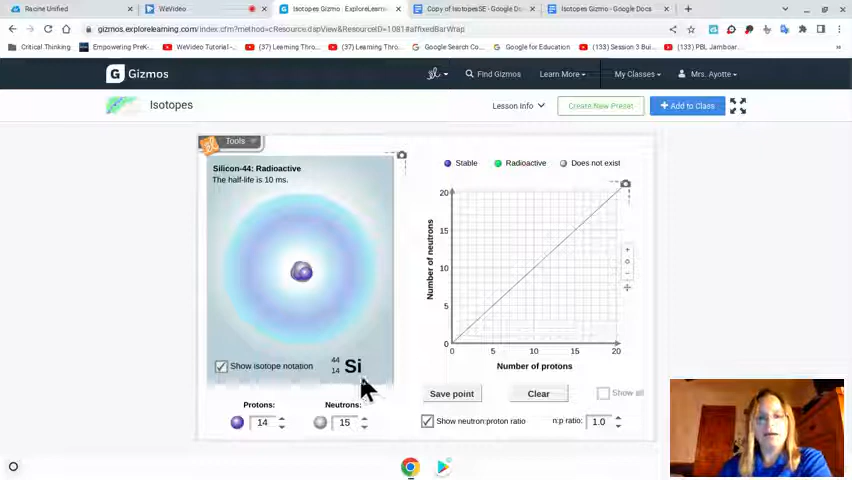 Racine Unified
WeVideo
Isotopes Gizmo : ExploreLearn
Copy of IsotopesSE - Google Do
Isotopes Gizmo - Google Docs
gizmos.explorelearning.com/index.cfm?method=cResource.dspView&ResourceID=1081#affixedBarWrap
Critical Thinking
Empowering PreK-...
WeVideo Tutorial -...
(37) Learning Thro...
(37) Learning Thro...
Google Search Co...
Google for Education
(133) Session 3 Bui...
(133) PBL Jamboar...
Gizmos
Find Gizmos
Learn More
My Classes
Mrs. Ayotte
Isotopes
Lesson Info
Create New Preset
+ Add to Class
Tools
Silicon-44: Radioactive
The half-life is 10 ms.
Show isotope notation
44
14
Si
Protons:
14
Neutrons:
15
Stable
Radioactive
Does not exist
Number of neutrons
20
15
10
5
0
0 5 10 15 20
Number of protons
Save point
Clear
Show all
Show neutron:proton ratio
n:p ratio: 1.0